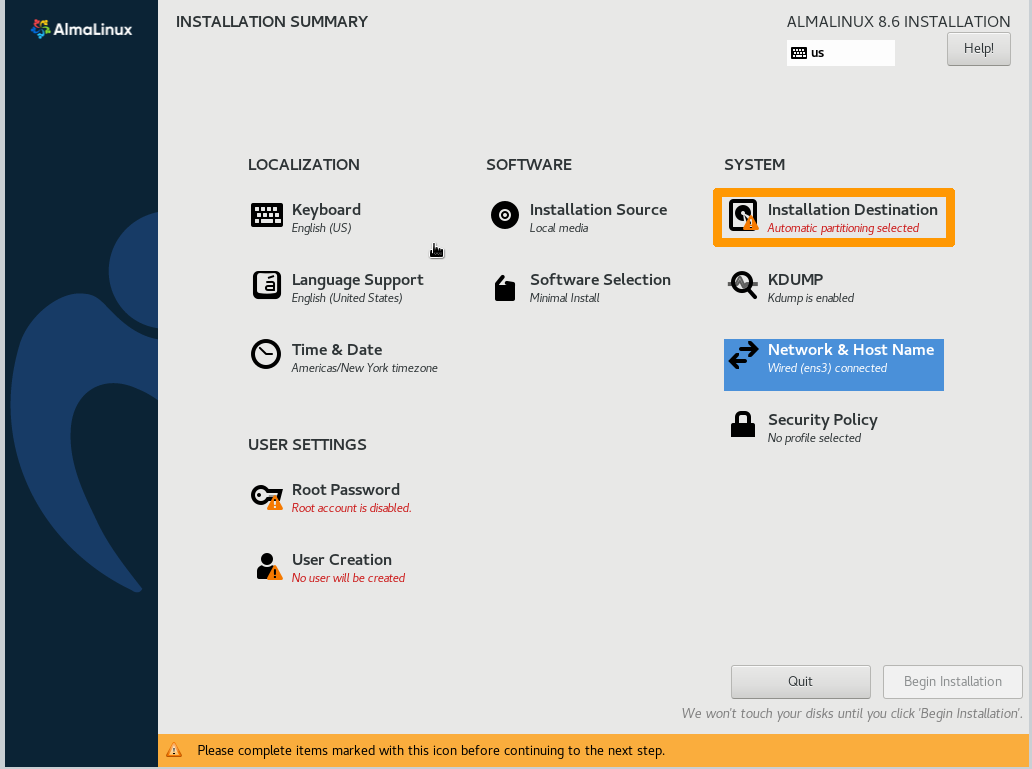 AlmaLinux
INSTALLATION SUMMARY
ALMALINUX 8.6 INSTALLATION
us
Help!
LOCALIZATION
Keyboard
English (US)
Language Support
English (United States)
Time & Date
Americas/New York timezone
SOFTWARE
Installation Source
Local media
Software Selection
Minimal Install
SYSTEM
Installation Destination
Automatic partitioning selected
KDUMP
Kdump is enabled
Network & Host Name
Wired (ens3) connected
Security Policy
No profile selected
USER SETTINGS
Root Password
Root account is disabled.
User Creation
No user will be created
Quit
Begin Installation
We won't touch your disks until you click 'Begin Installation'.
Please complete items marked with this icon before continuing to the next step.